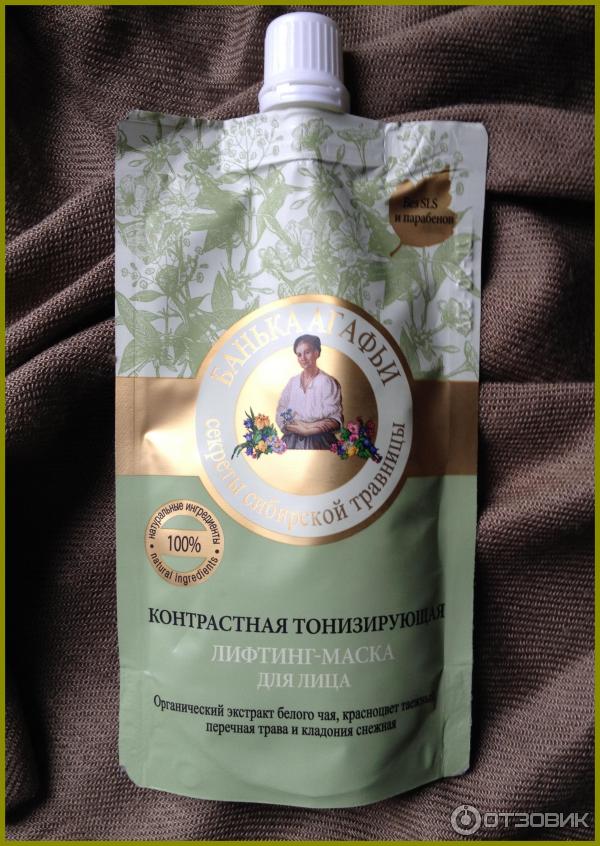 Без SLS
и парабенов
БАНЬКА АГАФЬИ
секреты сибирской травницы
натуральные ингредиенты
100%
natural ingredients
КОНТРАСТНАЯ ТОНИЗИРУЮЩАЯ
ЛИФТИНГ-МАСКА
ДЛЯ ЛИЦА
Органический экстракт белого чая, красноцвет таежный,
перечная трава и кладония снежная
ОТЗОВИК